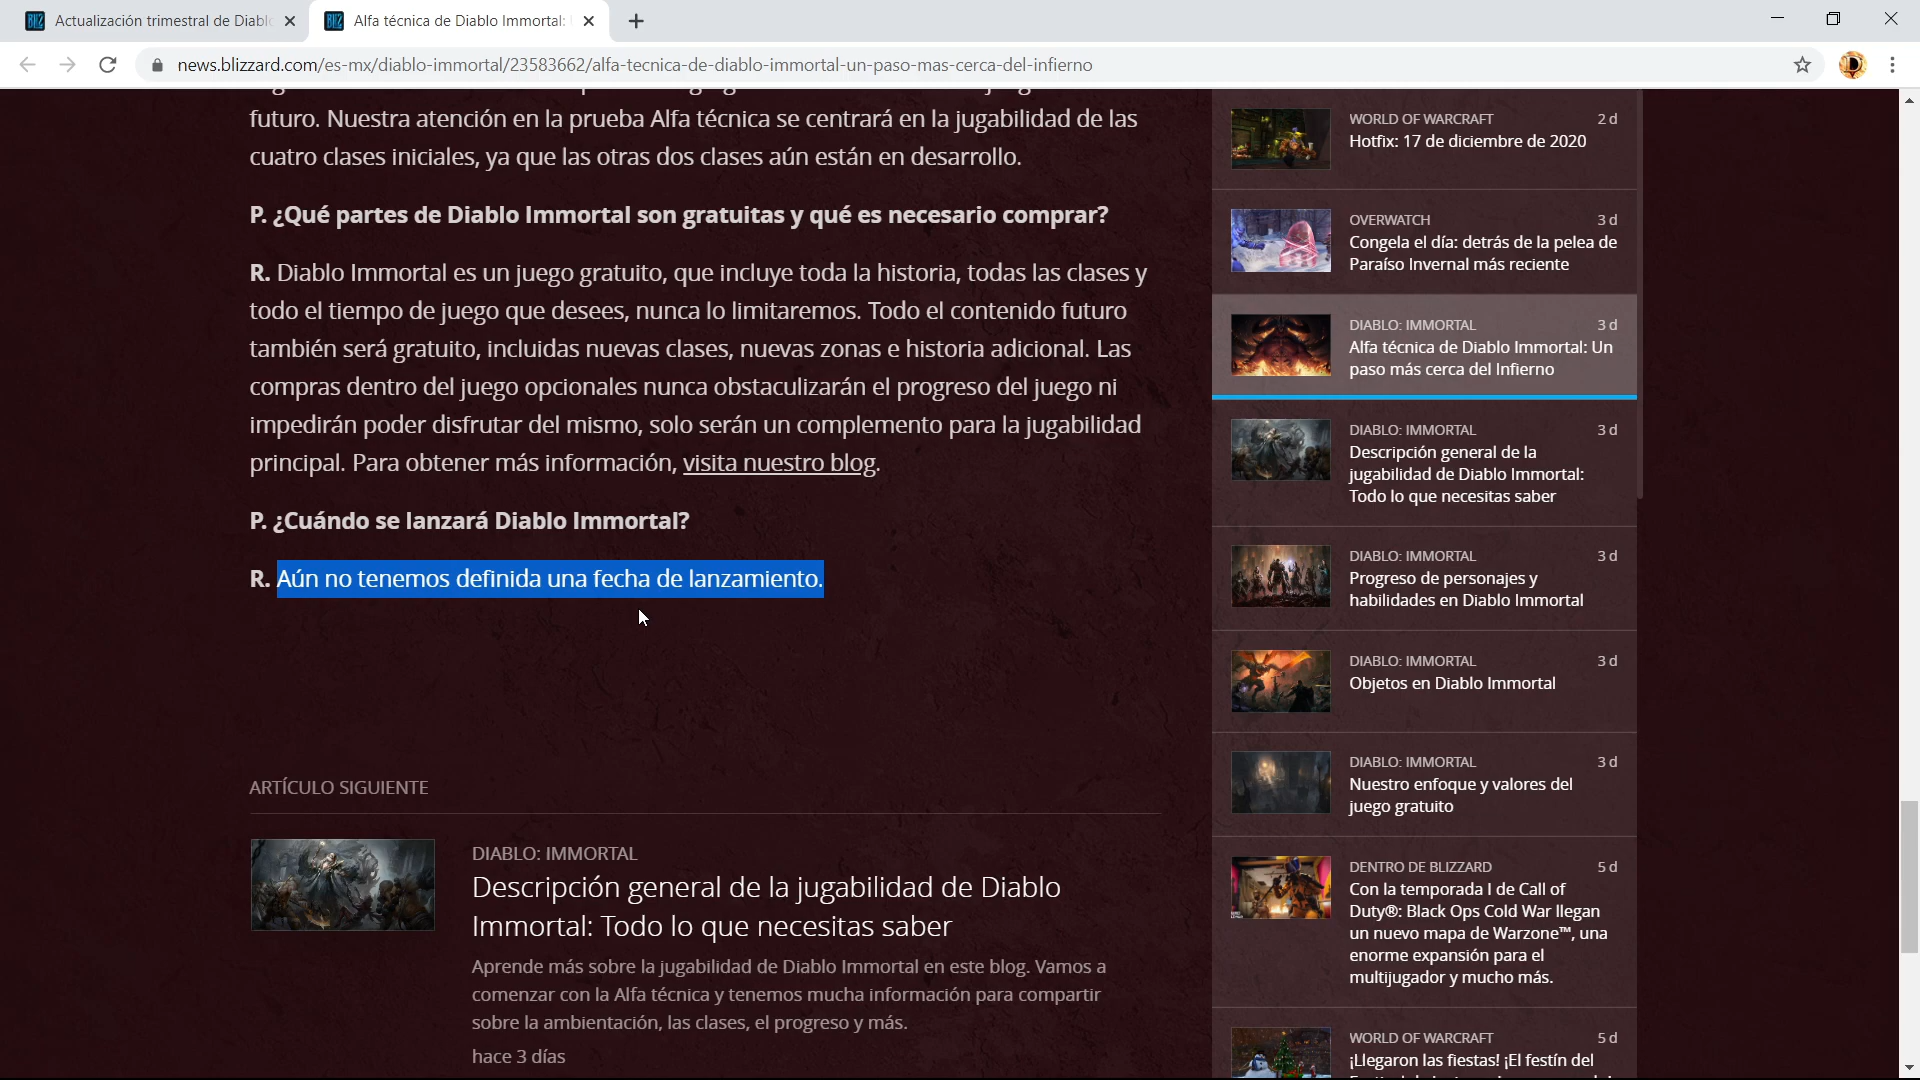 Actualización trimestral de Diabl
Alfa técnica de Diablo Immortal:
news.blizzard.com/es-mx/diablo-immortal/23583662/alfa-tecnica-de-diablo-immortal-un-paso-mas-cerca-del-infierno
futuro. Nuestra atención en la prueba Alfa técnica se centrará en la jugabilidad de las
cuatro clases iniciales, ya que las otras dos clases aún están en desarrollo.
P. ¿Qué partes de Diablo Immortal son gratuitas y qué es necesario comprar?
R. Diablo Immortal es un juego gratuito, que incluye toda la historia, todas las clases y
todo el tiempo de juego que desees, nunca lo limitaremos. Todo el contenido futuro
también será gratuito, incluidas nuevas clases, nuevas zonas e historia adicional. Las
compras dentro del juego opcionales nunca obstaculizarán el progreso del juego ni
impedirán poder disfrutar del mismo, solo serán un complemento para la jugabilidad
principal. Para obtener más información, visita nuestro blog.
P. ¿Cuándo se lanzará Diablo Immortal?
R. Aún no tenemos definida una fecha de lanzamiento.
ARTÍCULO SIGUIENTE
DIABLO: IMMORTAL
Descripción general de la jugabilidad de Diablo
Immortal: Todo lo que necesitas saber
Aprende más sobre la jugabilidad de Diablo Immortal en este blog. Vamos a
comenzar con la Alfa técnica y tenemos mucha información para compartir
sobre la ambientación, las clases, el progreso y más.
hace 3 días
WORLD OF WARCRAFT 2 d
Hotfix: 17 de diciembre de 2020
OVERWATCH 3 d
Congela el día: detrás de la pelea de
Paraíso Invernal más reciente
DIABLO: IMMORTAL 3 d
Alfa técnica de Diablo Immortal: Un
paso más cerca del Infierno
DIABLO: IMMORTAL 3 d
Descripción general de la
jugabilidad de Diablo Immortal:
Todo lo que necesitas saber
DIABLO: IMMORTAL 3 d
Progreso de personajes y
habilidades en Diablo Immortal
DIABLO: IMMORTAL 3 d
Objetos en Diablo Immortal
DIABLO: IMMORTAL 3 d
Nuestro enfoque y valores del
juego gratuito
DENTRO DE BLIZZARD 5 d
Con la temporada I de Call of
Duty®: Black Ops Cold War llegan
un nuevo mapa de Warzone™, una
enorme expansión para el
multijugador y mucho más.
WORLD OF WARCRAFT 5 d
¡Llegaron las fiestas! ¡El festín del